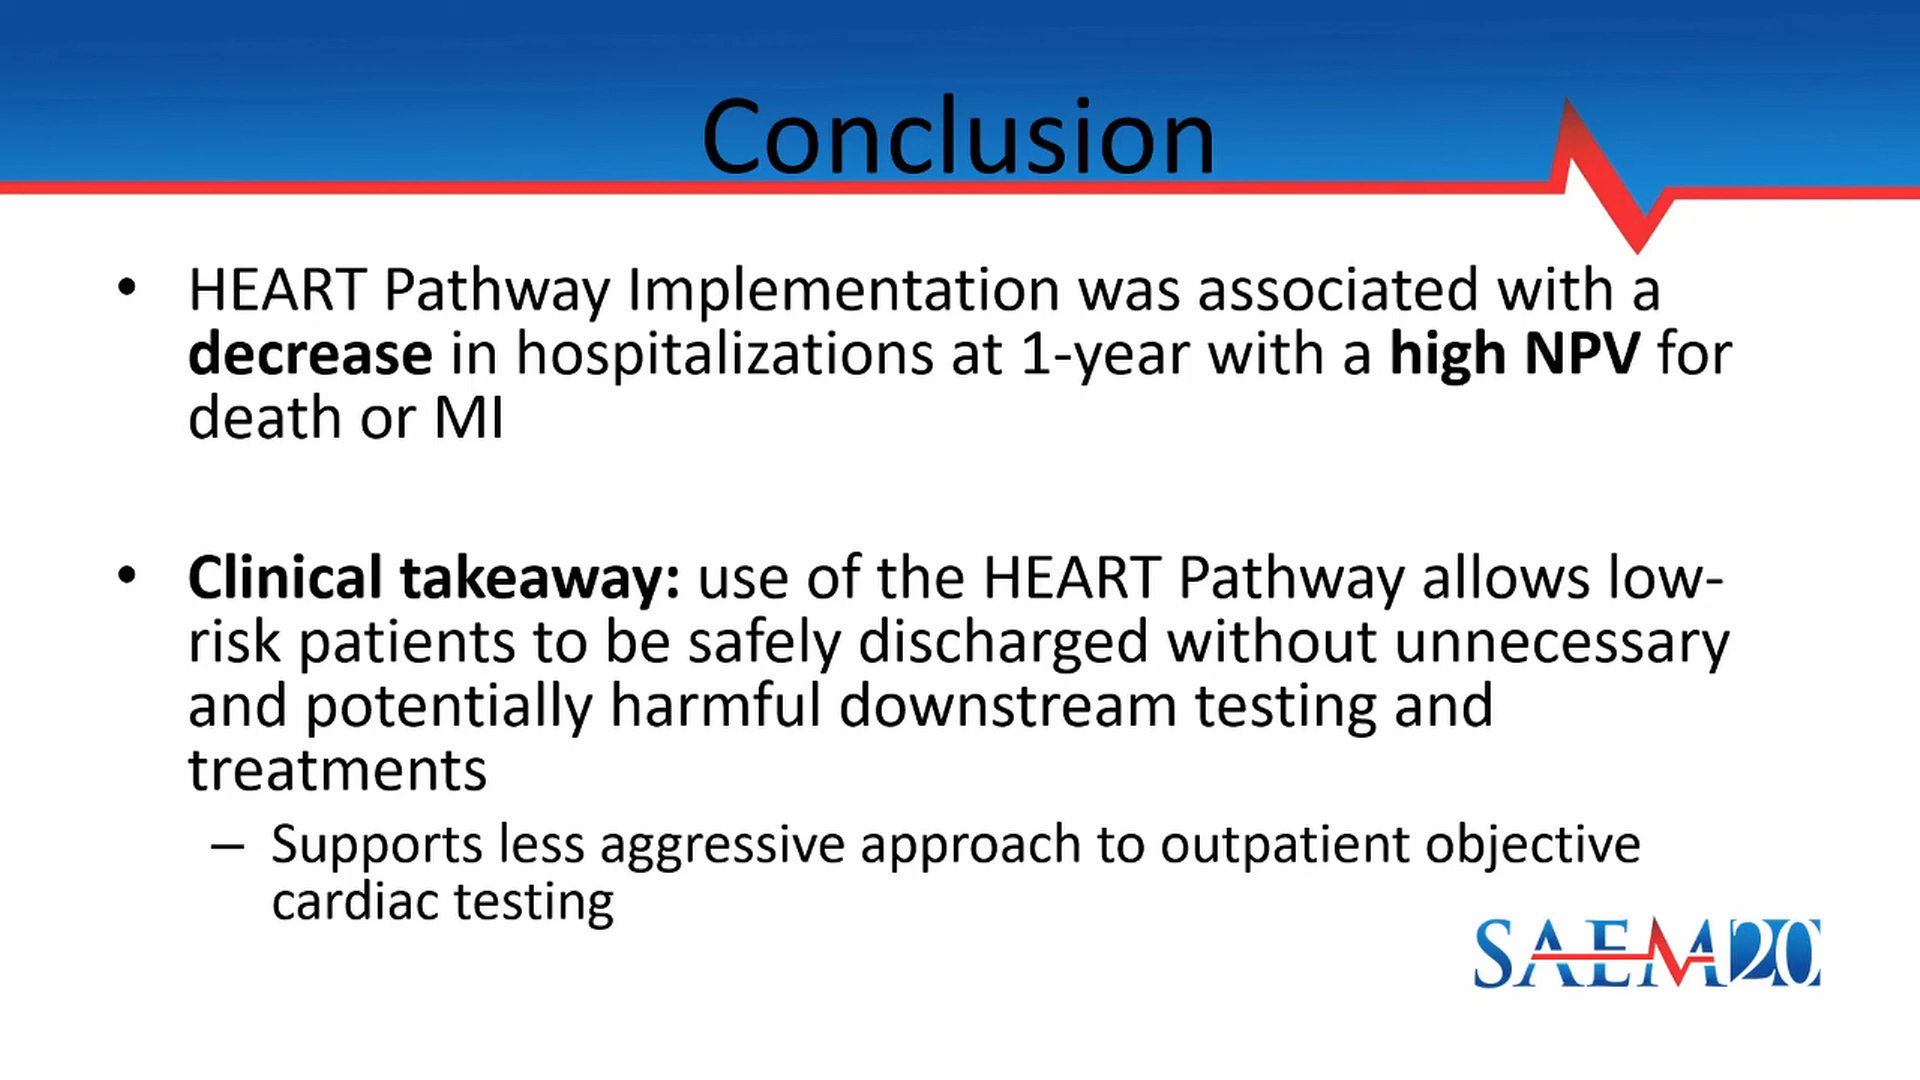 Conclusion
• HEART Pathway Implementation was associated with a
decrease in hospitalizations at 1-year with a high NPV for
death or MI
• Clinical takeaway: use of the HEART Pathway allows low-
risk patients to be safely discharged without unnecessary
and potentially harmful downstream testing and
treatments
– Supports less aggressive approach to outpatient objective
cardiac testing
SAEM20